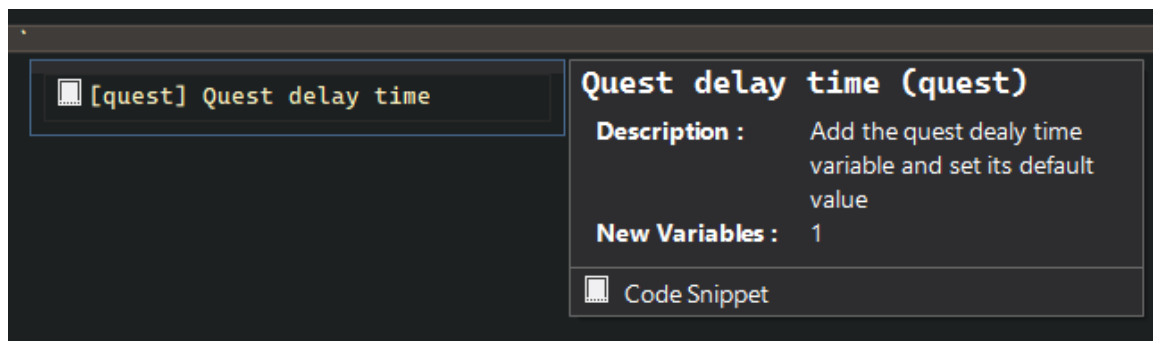 [quest] Quest delay time
Quest delay time (quest)
Description : Add the quest dealy time
variable and set its default
value
New Variables : 1
Code Snippet